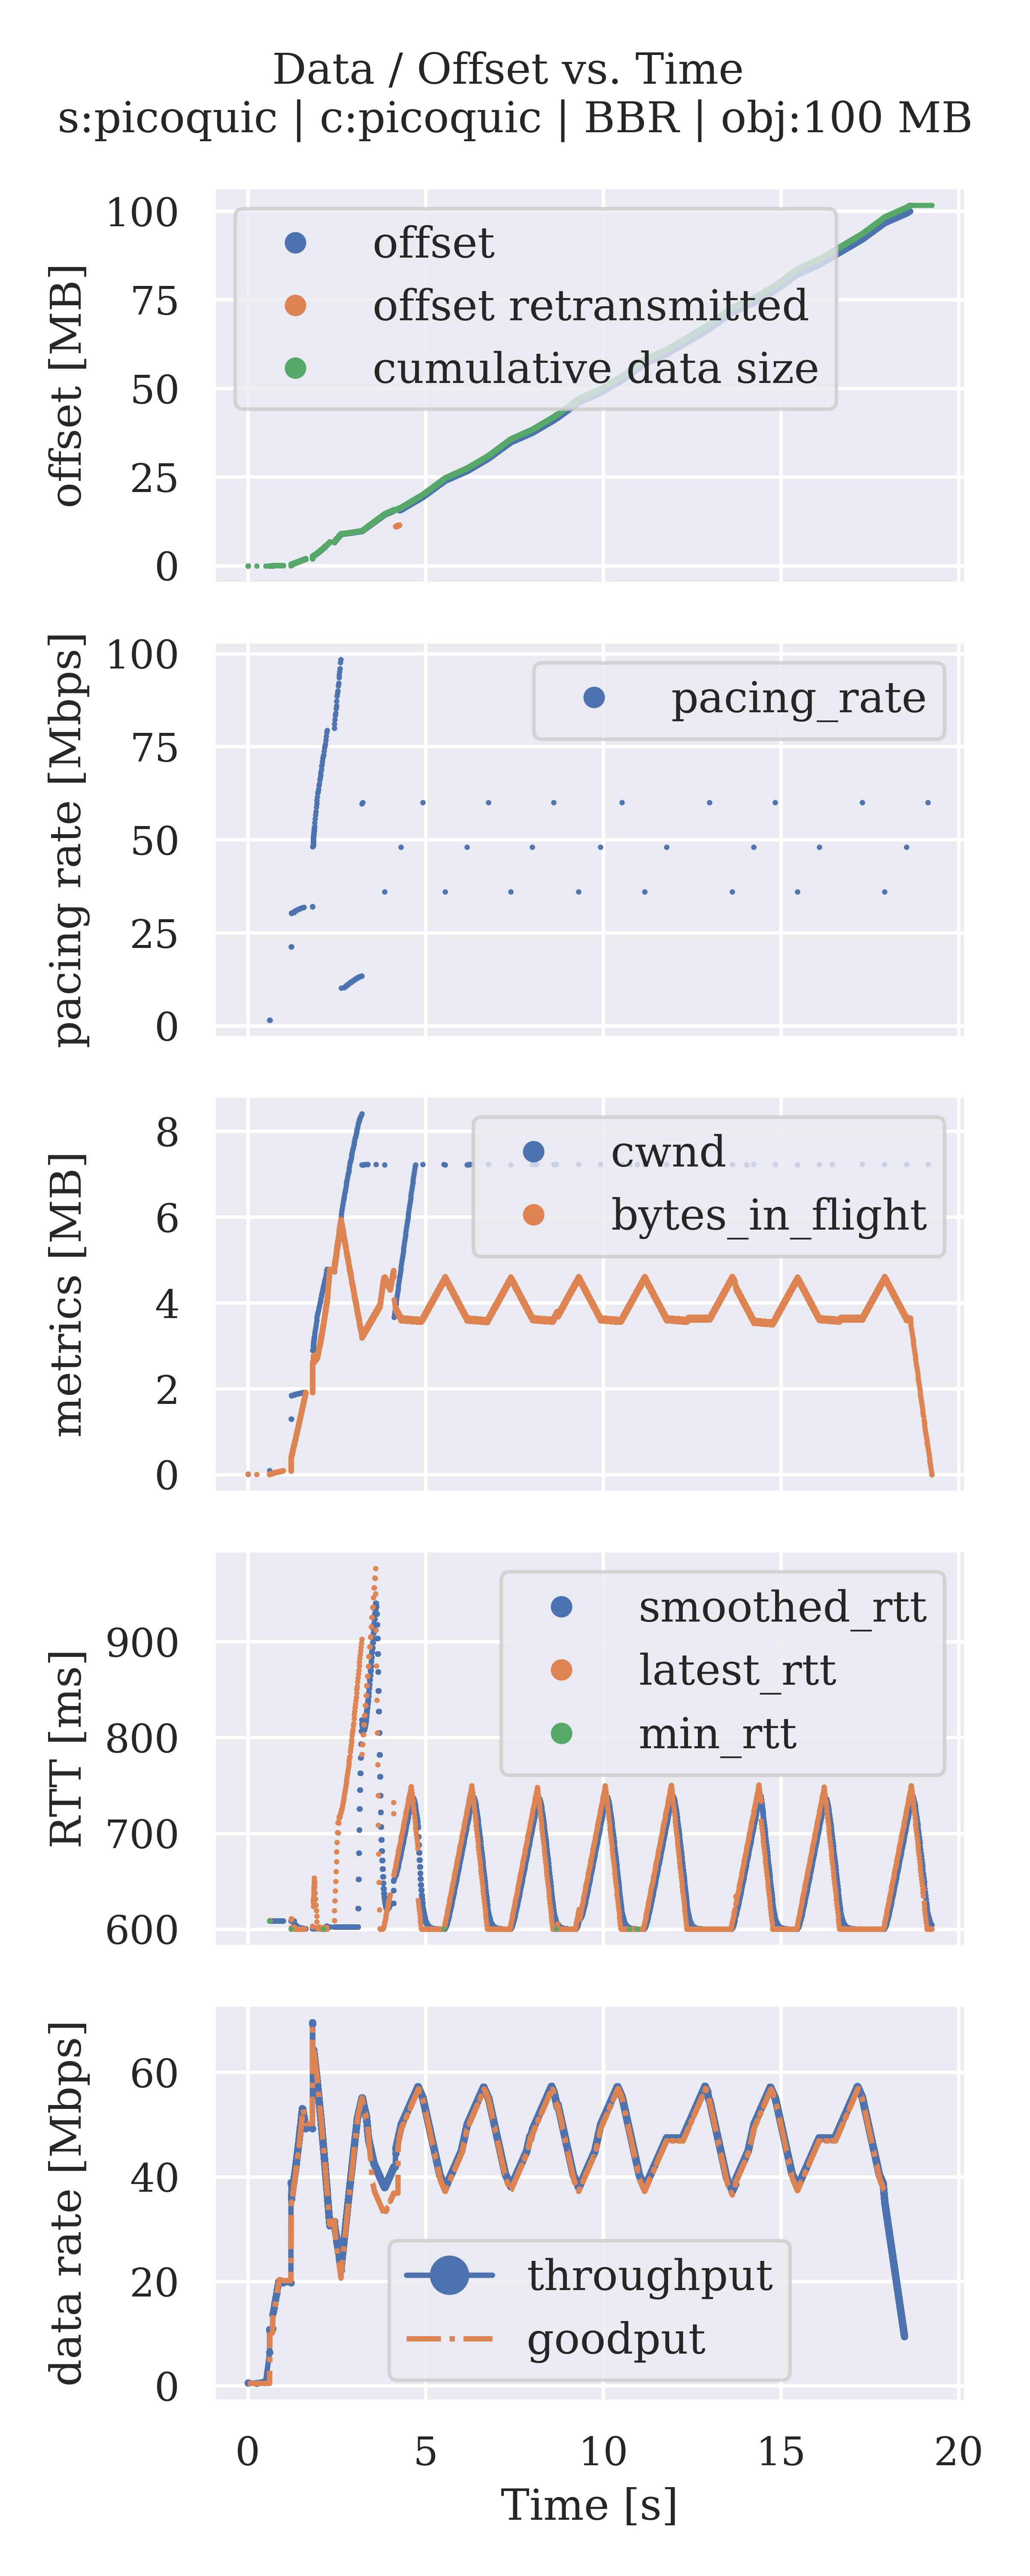 Data / Offset vs. Time
s:picoquic | c:picoquic | BBR | obj:100 MB
offset [MB]
100
75
50
25
0
offset
offset retransmitted
cumulative data size
pacing rate [Mbps]
100
75
50
25
0
pacing_rate
metrics [MB]
8
6
4
2
0
cwnd
bytes_in_flight
RTT [ms]
900
800
700
600
smoothed_rtt
latest_rtt
min_rtt
data rate [Mbps]
60
40
20
0
throughput
goodput
0 5 10 15 20
Time [s]